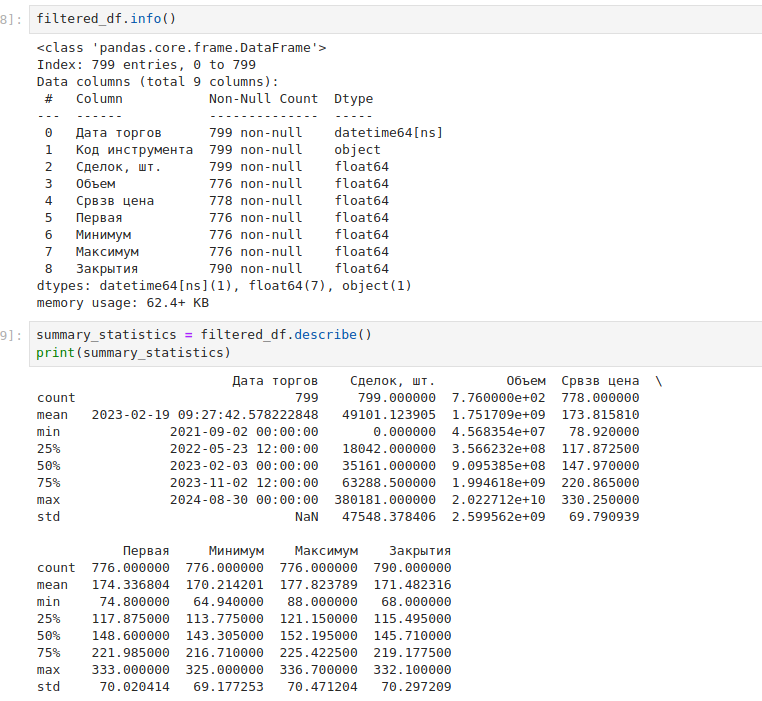 8]: filtered_df.info()
<class 'pandas.core.frame.DataFrame'>
Index: 799 entries, 0 to 799
Data columns (total 9 columns):
 #   Column           Non-Null Count  Dtype
---  ------           --------------  -----
 0   Дата торгов      799 non-null    datetime64[ns]
 1   Код инструмента  799 non-null    object
 2   Сделок, шт.      799 non-null    float64
 3   Объем            776 non-null    float64
 4   Срвзв цена       778 non-null    float64
 5   Первая           776 non-null    float64
 6   Минимум          776 non-null    float64
 7   Максимум         776 non-null    float64
 8   Закрытия         790 non-null    float64
dtypes: datetime64[ns](1), float64(7), object(1)
memory usage: 62.4+ KB
9]: summary_statistics = filtered_df.describe()
print(summary_statistics)
                         Дата торгов    Сделок, шт.         Объем  Срвзв цена  \
count                            799     799.000000  7.760000e+02  778.000000
mean   2023-02-19 09:27:42.578222848   49101.123905  1.751709e+09  173.815810
min              2021-09-02 00:00:00       0.000000  4.568354e+07   78.920000
25%              2022-05-23 12:00:00   18042.000000  3.566232e+08  117.872500
50%              2023-02-03 00:00:00   35161.000000  9.095385e+08  147.970000
75%              2023-11-02 12:00:00   63288.500000  1.994618e+09  220.865000
max              2024-08-30 00:00:00  380181.000000  2.022712e+10  330.250000
std                              NaN   47548.378406  2.599562e+09   69.790939
           Первая     Минимум    Максимум    Закрытия
count  776.000000  776.000000  776.000000  790.000000
mean   174.336804  170.214201  177.823789  171.482316
min     74.800000   64.940000   88.000000   68.000000
25%    117.875000  113.775000  121.150000  115.495000
50%    148.600000  143.305000  152.195000  145.710000
75%    221.985000  216.710000  225.422500  219.177500
max    333.000000  325.000000  336.700000  332.100000
std     70.020414   69.177253   70.471204   70.297209